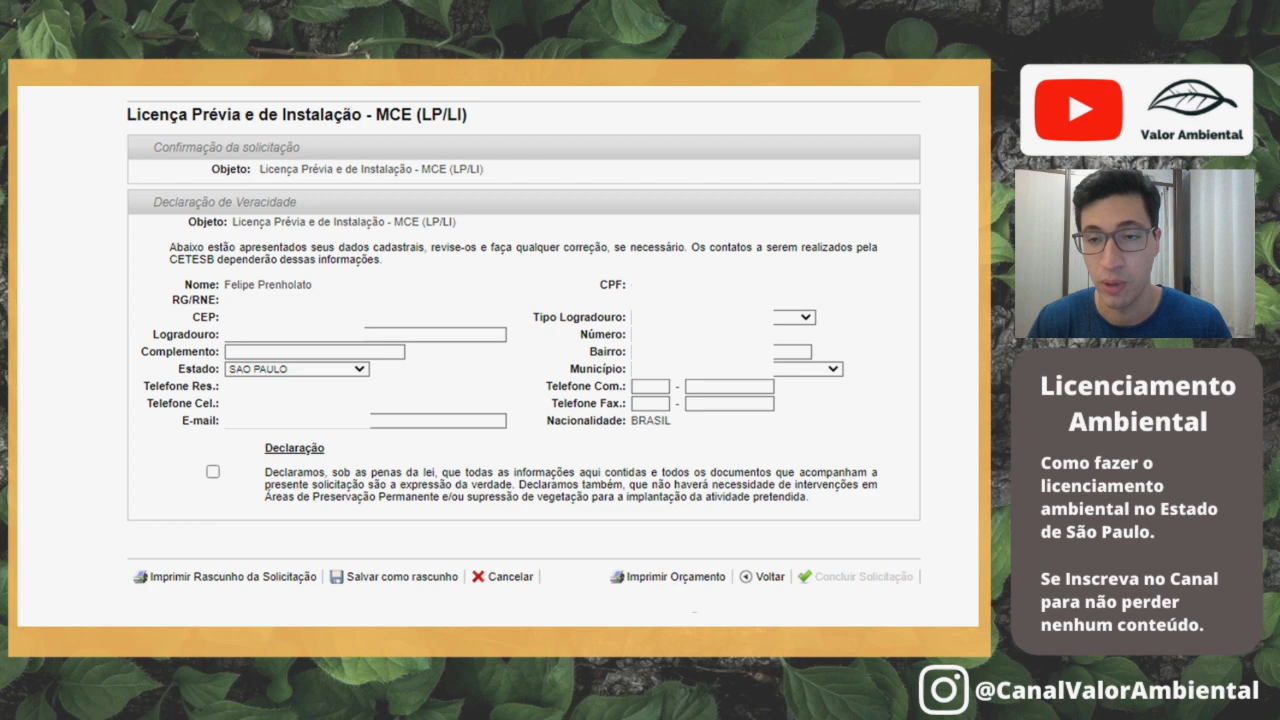 Licença Prévia e de Instalação - MCE (LP/LI)
Confirmação da solicitação
Objeto: Licença Prévia e de Instalação - MCE (LP/LI)
Declaração de Veracidade
Objeto: Licença Prévia e de Instalação - MCE (LP/LI)
Abaixo estão apresentados seus dados cadastrais, revise-os e faça qualquer correção, se necessário. Os contatos a serem realizados pela
CETESB dependerão dessas informações.
Nome: Felipe Prenholato CPF:
RG/RNE:
CEP: Tipo Logradouro:
Logradouro: Número:
Complemento: Bairro:
Estado: SAO PAULO Município:
Telefone Res.: Telefone Com.: -
Telefone Cel.: Telefone Fax.: -
E-mail: Nacionalidade: BRASIL
Declaração
Declaramos, sob as penas da lei, que todas as informações aqui contidas e todos os documentos que acompanham a
presente solicitação são a expressão da verdade. Declaramos também, que não haverá necessidade de intervenções em
Áreas de Preservação Permanente e/ou supressão de vegetação para a implantação da atividade pretendida.
Imprimir Rascunho da Solicitação | Salvar como rascunho | Cancelar | Imprimir Orçamento | Voltar | Concluir Solicitação |
Valor Ambiental
Licenciamento
Ambiental
Como fazer o
licenciamento
ambiental no Estado
de São Paulo.
Se Inscreva no Canal
para não perder
nenhum conteúdo.
@CanalValorAmbiental